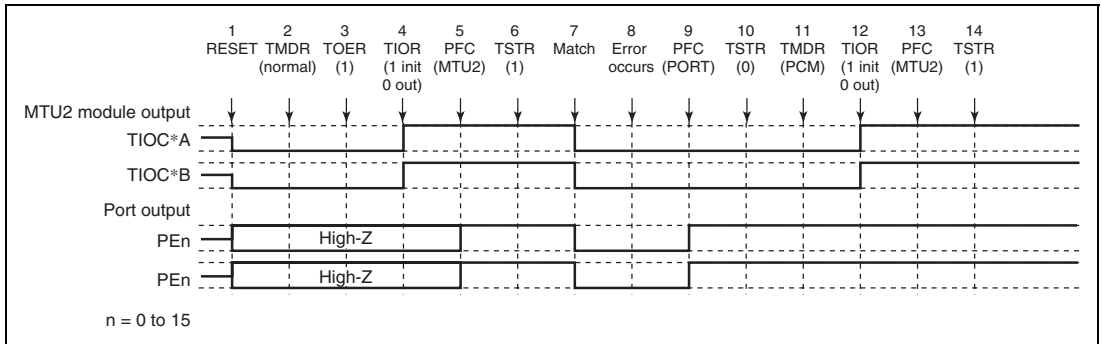 1 2 3 4 5 6 7 8 9 10 11 12 13 14
RESET TMDR TOER TIOR PFC TSTR Match Error PFC TSTR TMDR TIOR PFC TSTR
(normal) (1) (1 init (MTU2) (1) occurs (PORT) (0) (PCM) (1 init (MTU2) (1)
0 out) 0 out)
MTU2 module output
TIOC*A
TIOC*B
Port output
PEn High-Z
PEn High-Z
n = 0 to 15